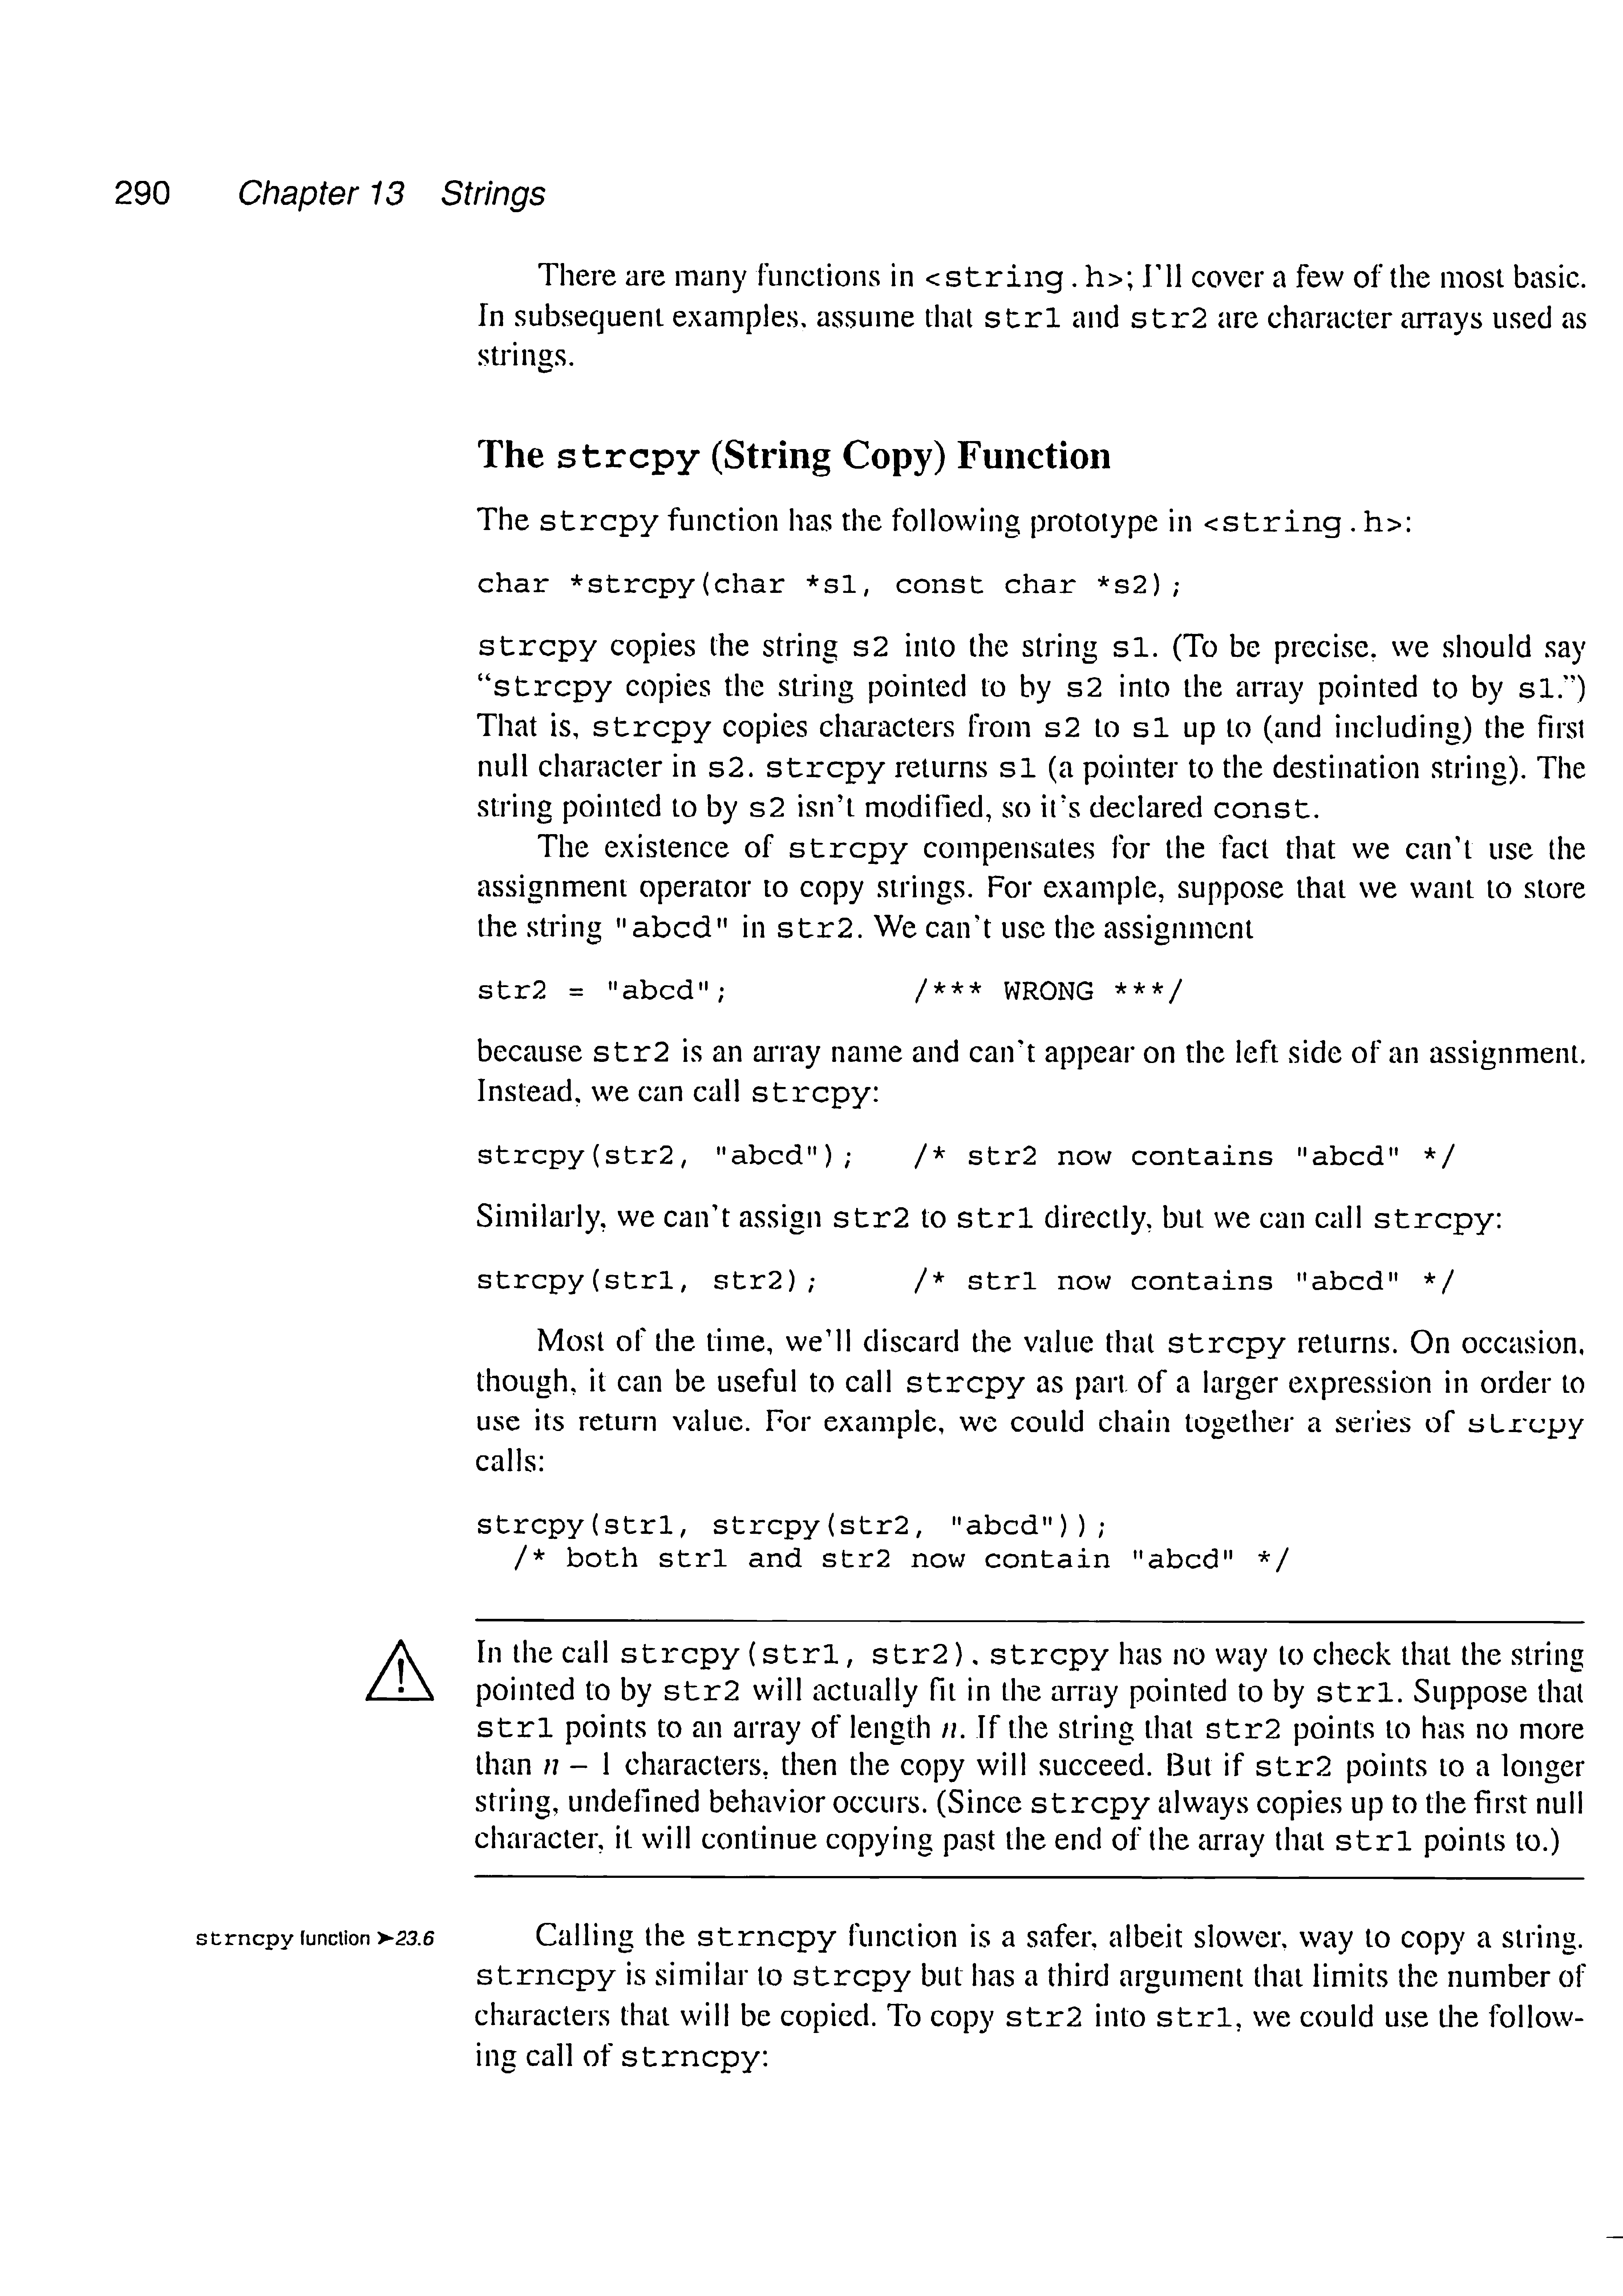 290 Chapter 13 Strings
There are many functions in <string.h>; I'll cover a few of the most basic.
In subsequent examples, assume that str1 and str2 are character arrays used as
strings.
The strcpy (String Copy) Function
The strcpy function has the following prototype in <string.h>:
char *strcpy(char *s1, const char *s2);
strcpy copies the string s2 into the string s1. (To be precise, we should say
“strcpy copies the string pointed to by s2 into the array pointed to by s1.”)
That is, strcpy copies characters from s2 to s1 up to (and including) the first
null character in s2. strcpy returns s1 (a pointer to the destination string). The
string pointed to by s2 isn't modified, so it's declared const.
The existence of strcpy compensates for the fact that we can't use the
assignment operator to copy strings. For example, suppose that we want to store
the string "abcd" in str2. We can't use the assignment
str2 = "abcd"; /*** WRONG ***/
because str2 is an array name and can't appear on the left side of an assignment.
Instead, we can call strcpy:
strcpy(str2, "abcd"); /* str2 now contains "abcd" */
Similarly, we can't assign str2 to str1 directly, but we can call strcpy:
strcpy(str1, str2); /* str1 now contains "abcd" */
Most of the time, we'll discard the value that strcpy returns. On occasion,
though, it can be useful to call strcpy as part of a larger expression in order to
use its return value. For example, we could chain together a series of strcpy
calls:
strcpy(str1, strcpy(str2, "abcd"));
/* both str1 and str2 now contain "abcd" */
In the call strcpy(str1, str2), strcpy has no way to check that the string
pointed to by str2 will actually fit in the array pointed to by str1. Suppose that
str1 points to an array of length n. If the string that str2 points to has no more
than n – 1 characters, then the copy will succeed. But if str2 points to a longer
string, undefined behavior occurs. (Since strcpy always copies up to the first null
character, it will continue copying past the end of the array that str1 points to.)
strncpy function ➤23.6
Calling the strncpy function is a safer, albeit slower, way to copy a string.
strncpy is similar to strcpy but has a third argument that limits the number of
characters that will be copied. To copy str2 into str1, we could use the follow-
ing call of strncpy: